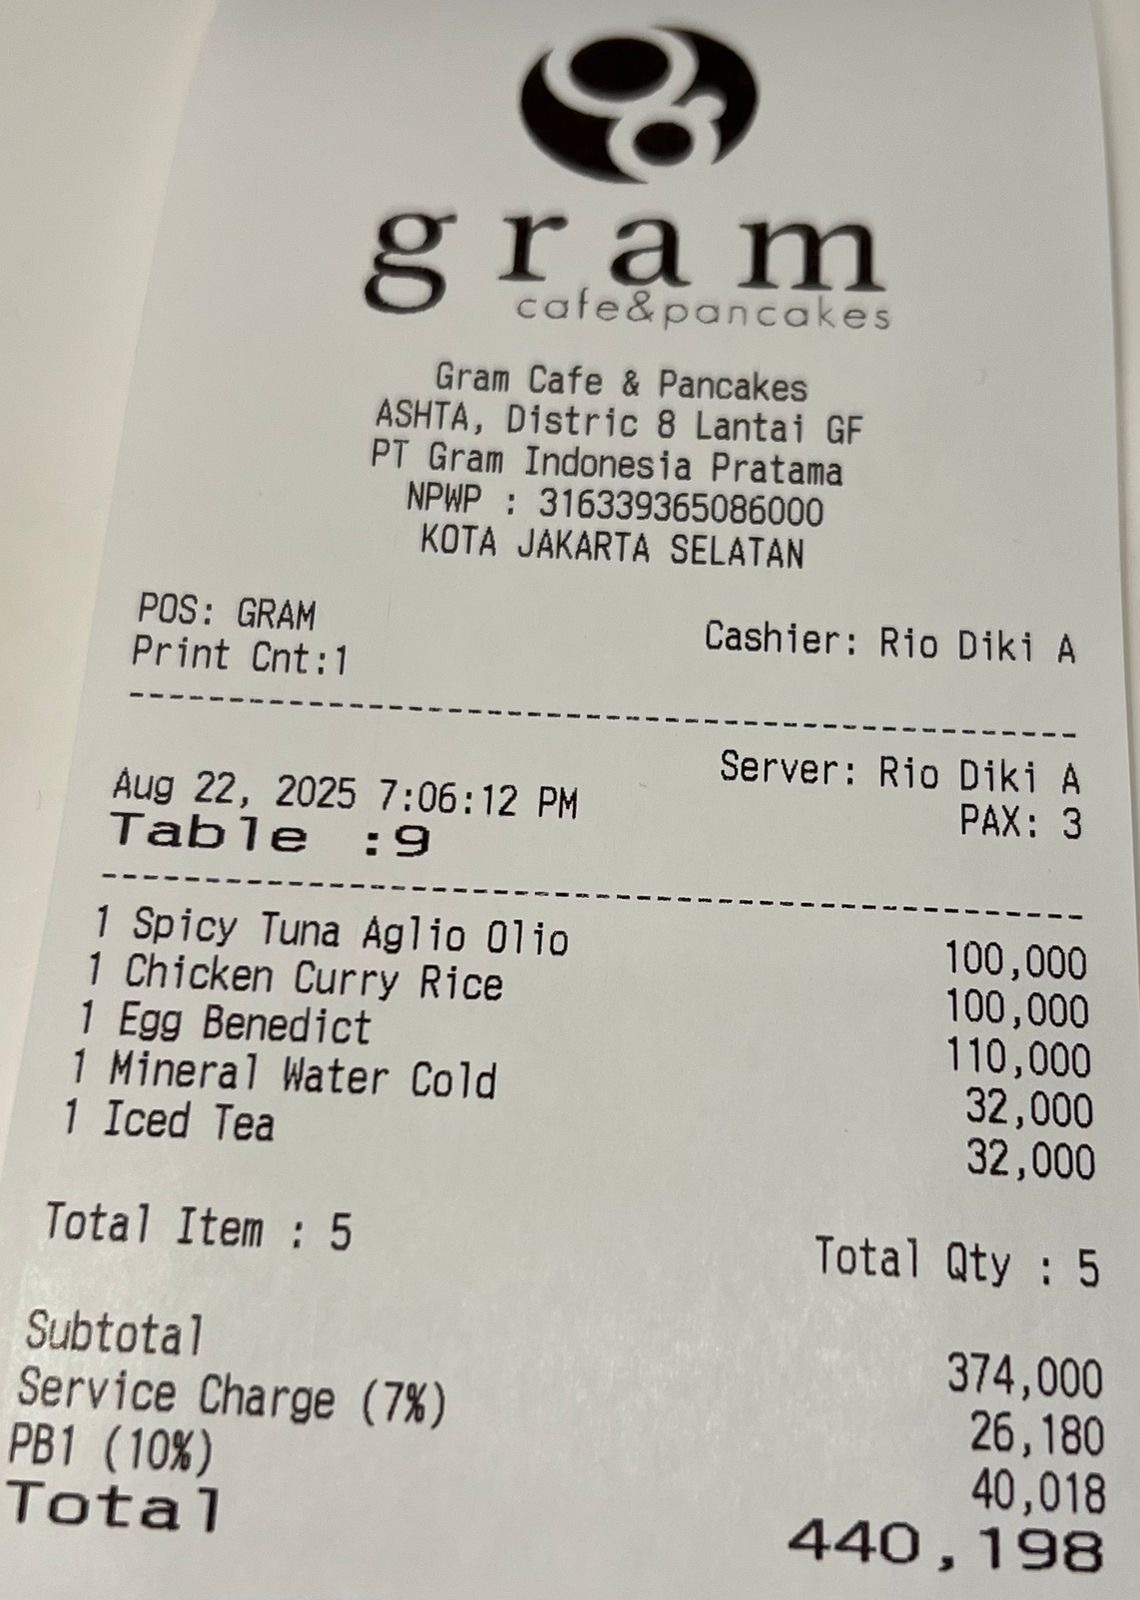 gram
cafe&pancakes
Gram Cafe & Pancakes
ASHTA, Distric 8 Lantai GF
PT Gram Indonesia Pratama
NPWP : 316339365086000
KOTA JAKARTA SELATAN
POS: GRAM Cashier: Rio Diki A
Print Cnt:1
Server: Rio Diki A
Aug 22, 2025 7:06:12 PM PAX: 3
Table :9
1 Spicy Tuna Aglio Olio 100,000
1 Chicken Curry Rice 100,000
1 Egg Benedict 110,000
1 Mineral Water Cold 32,000
1 Iced Tea 32,000
Total Item : 5 Total Qty : 5
Subtotal 374,000
Service Charge (7%) 26,180
PB1 (10%) 40,018
Total 440,198